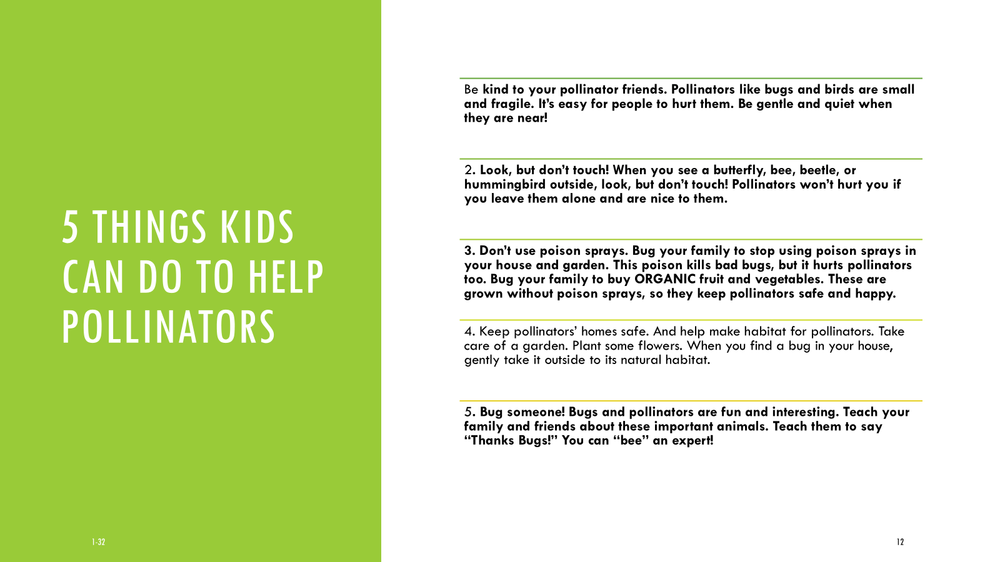 5 THINGS KIDS
CAN DO TO HELP
POLLINATORS
Be kind to your pollinator friends. Pollinators like bugs and birds are small
and fragile. It’s easy for people to hurt them. Be gentle and quiet when
they are near!
2. Look, but don’t touch! When you see a butterfly, bee, beetle, or
hummingbird outside, look, but don’t touch! Pollinators won’t hurt you if
you leave them alone and are nice to them.
3. Don’t use poison sprays. Bug your family to stop using poison sprays in
your house and garden. This poison kills bad bugs, but it hurts pollinators
too. Bug your family to buy ORGANIC fruit and vegetables. These are
grown without poison sprays, so they keep pollinators safe and happy.
4. Keep pollinators’ homes safe. And help make habitat for pollinators. Take
care of a garden. Plant some flowers. When you find a bug in your house,
gently take it outside to its natural habitat.
5. Bug someone! Bugs and pollinators are fun and interesting. Teach your
family and friends about these important animals. Teach them to say
“Thanks Bugs!” You can “bee” an expert!
1-32
12